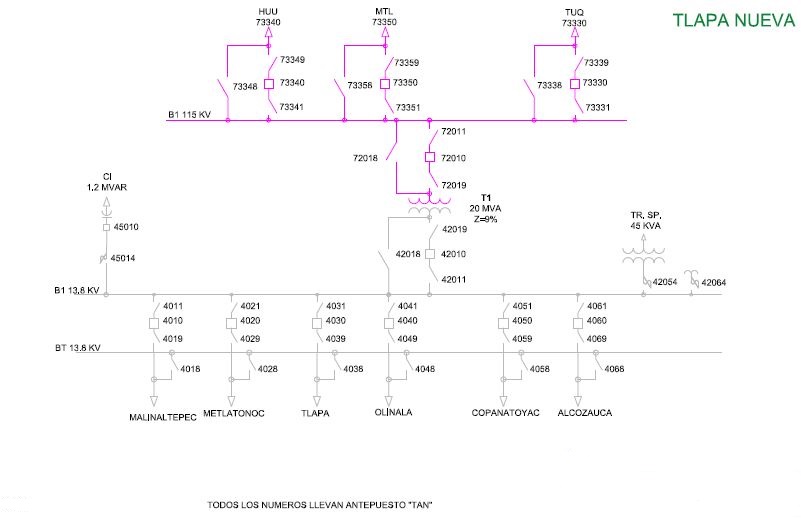 TLAPA NUEVA
HUU
73340
MTL
73350
TUQ
73330
73349
73359
73339
73348
73340
73358
73350
73338
73330
73341
73351
73331
B1 115 KV
72011
72018
72010
72019
CI
1,2 MVAR
T1
20 MVA
Z=9%
TR, SP,
45 KVA
45010
42019
42018
42010
45014
42011
42054
42064
B1 13,8 KV
4011
4021
4031
4041
4051
4061
4010
4020
4030
4040
4050
4060
4019
4029
4039
4049
4059
4069
BT 13.8 KV
4018
4028
4038
4048
4058
4068
MALINALTEPEC
METLATONOC
TLAPA
OLINALA
COPANATOYAC
ALCOZAUCA
TODOS LOS NUMEROS LLEVAN ANTEPUESTO "TAN"